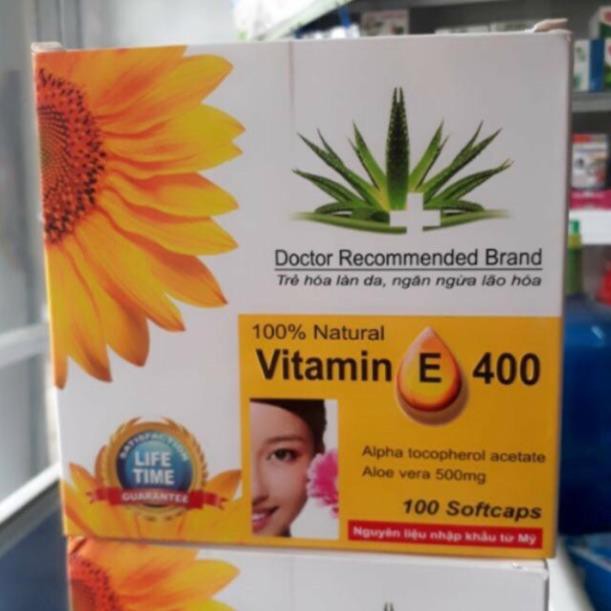 Doctor Recommended Brand
Trẻ hóa làn da, ngăn ngừa lão hóa
100% Natural
Vitamin E 400
SATISFACTION
LIFE
TIME
GUARANTEE
Alpha tocopherol acetate
Aloe vera 500mg
100 Softcaps
Nguyên liệu nhập khẩu từ Mỹ